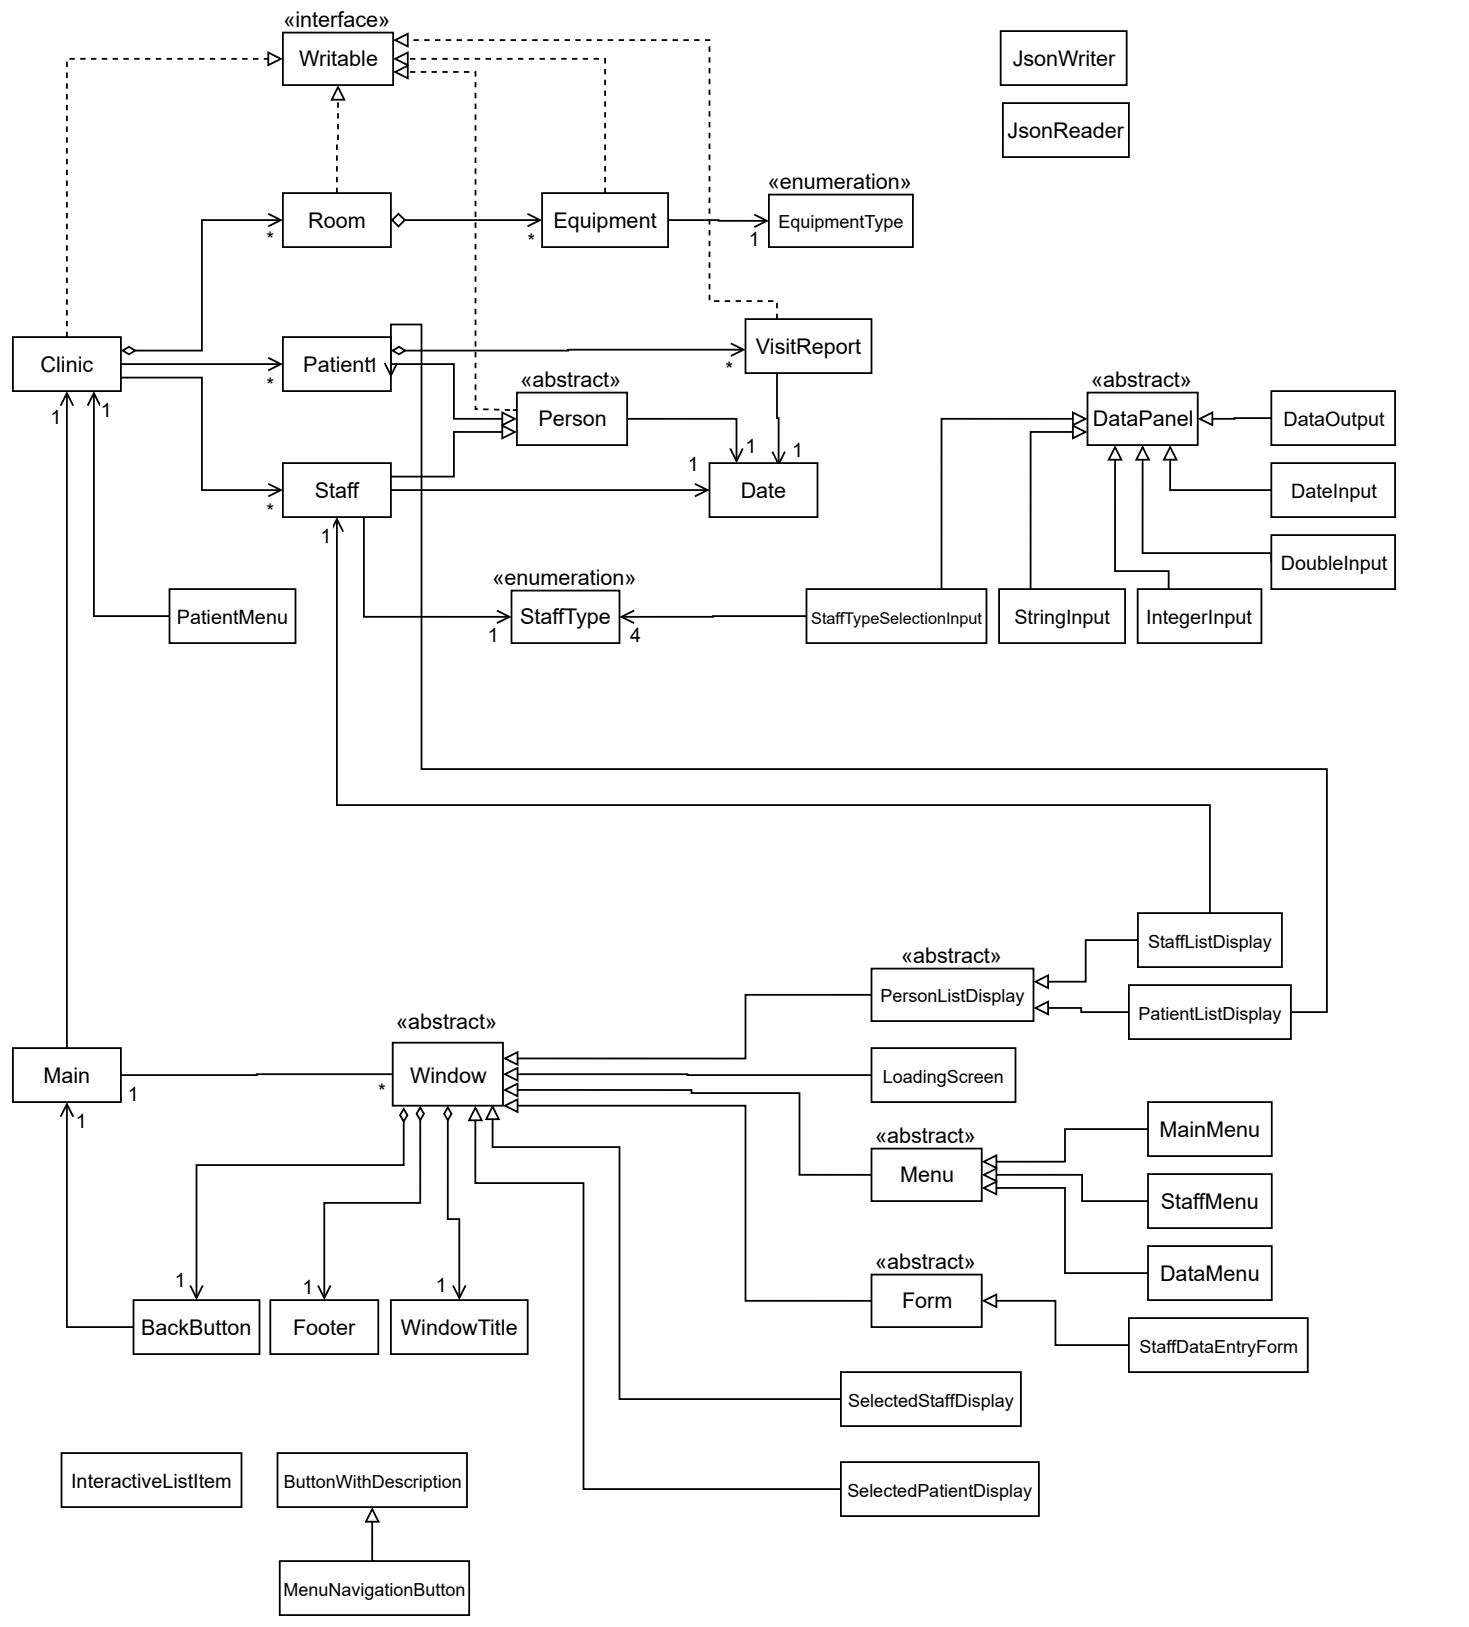 «interface»
Writable
JsonWriter
JsonReader
«enumeration»
Room
Equipment
EquipmentType
*
*
1
Clinic
Patient
1
VisitReport
*
*
«abstract»
Person
«abstract»
DataPanel
DataOutput
1
1
1
1
1
Staff
Date
DateInput
*
1
DoubleInput
«enumeration»
PatientMenu
StaffType
StaffTypeSelectionInput
StringInput
IntegerInput
1
4
StaffListDisplay
«abstract»
PersonListDisplay
PatientListDisplay
«abstract»
Main
Window
LoadingScreen
1
*
1
MainMenu
«abstract»
Menu
StaffMenu
DataMenu
«abstract»
Form
1
1
1
BackButton
Footer
WindowTitle
StaffDataEntryForm
SelectedStaffDisplay
InteractiveListItem
ButtonWithDescription
SelectedPatientDisplay
MenuNavigationButton